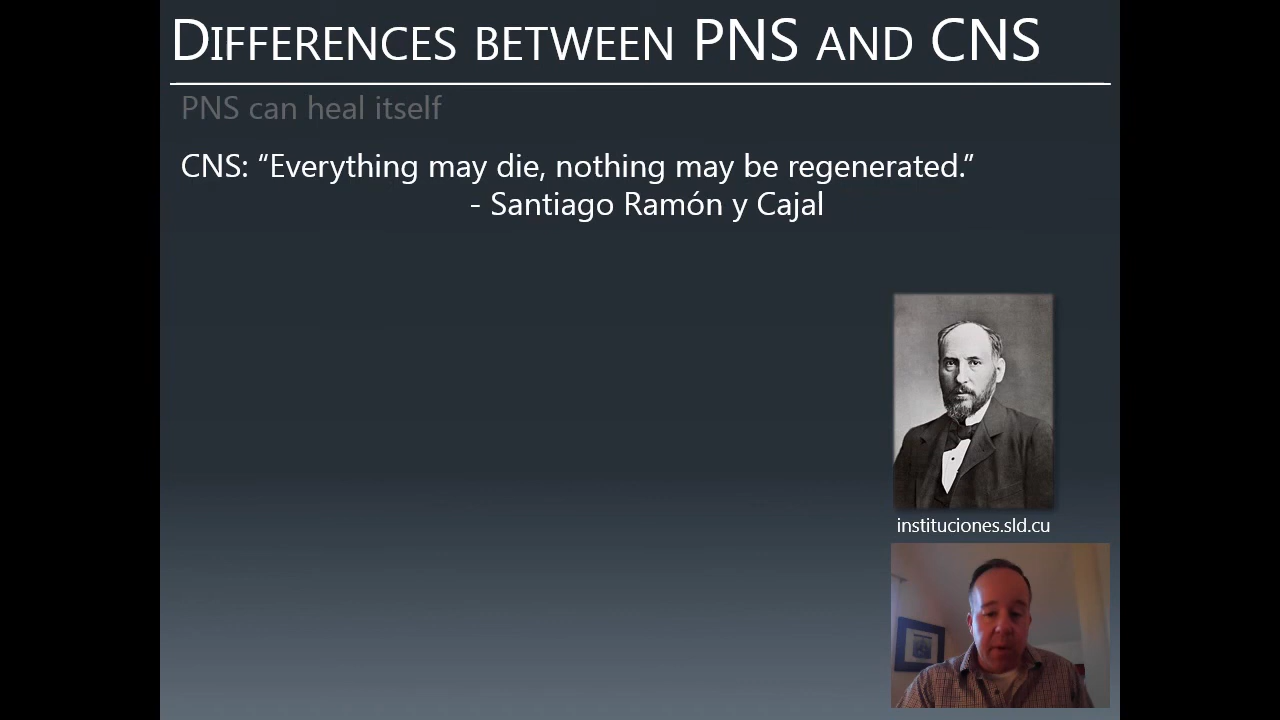 DIFFERENCES BETWEEN PNS AND CNS
PNS can heal itself
CNS: “Everything may die, nothing may be regenerated.”
- Santiago Ramón y Cajal
instituciones.sld.cu